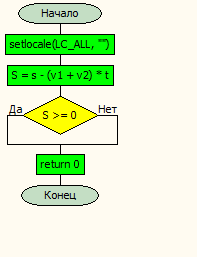 Начало
setlocale(LC_ALL, "")
S = s - (v1 + v2) * t
Да
Нет
S >= 0
return 0
Конец